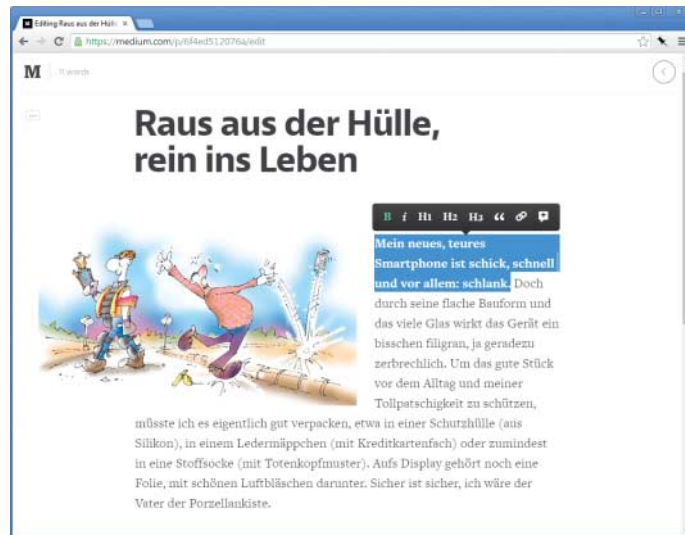 M Editing Raus aus der Hülle
https://medium.com/p/6f4ed512076a/edit
M 11 words
Raus aus der Hülle,
rein ins Leben
B i H1 H2 H3 “
Mein neues, teures
Smartphone ist schick, schnell
und vor allem: schlank. Doch
durch seine flache Bauform und
das viele Glas wirkt das Gerät ein
bisschen filigran, ja geradezu
zerbrechlich. Um das gute Stück
vor dem Alltag und meiner
Tollpatschigkeit zu schützen,
müsste ich es eigentlich gut verpacken, etwa in einer Schutzhülle (aus
Silikon), in einem Ledermäppchen (mit Kreditkartenfach) oder zumindest
in eine Stoffsocke (mit Totenkopfmuster). Aufs Display gehört noch eine
Folie, mit schönen Luftbläschen darunter. Sicher ist sicher, ich wäre der
Vater der Porzellankiste.